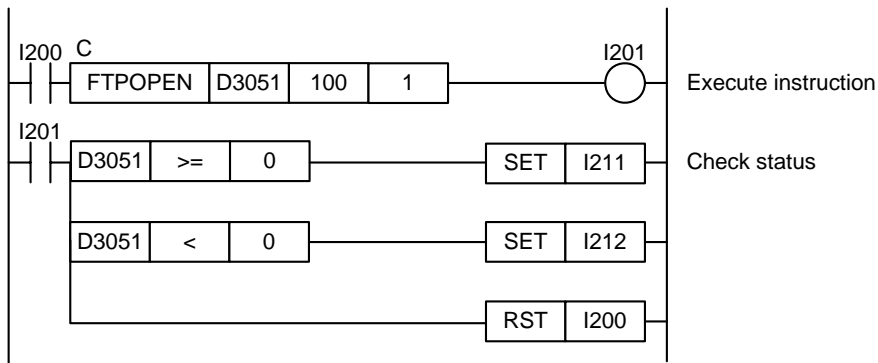 I200 C I201
FTPOPEN D3051 100 1 Execute instruction
I201
D3051 >= 0 SET I211 Check status
D3051 < 0 SET I212
RST I200